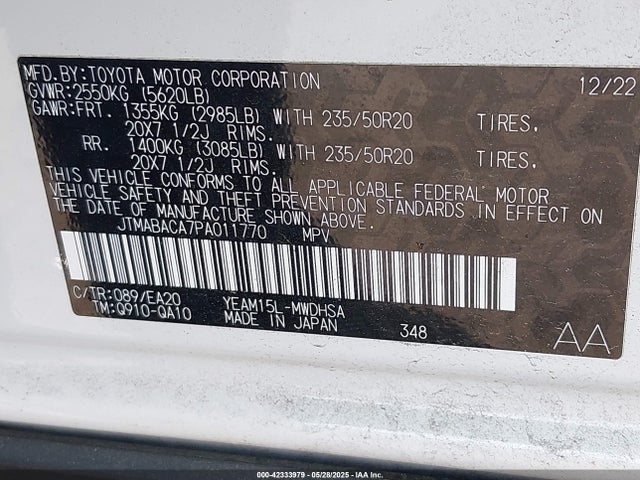 MFD.BY:TOYOTA MOTOR CORPORATION 12/22
GVWR:2550KG (5620LB)
GAWR:FRT. 1355KG (2985LB) WITH 235/50R20 TIRES,
20X7 1/2J RIMS.
RR. 1400KG (3085LB) WITH 235/50R20 TIRES,
20X7 1/2J RIMS.
THIS VEHICLE CONFORMS TO ALL APPLICABLE FEDERAL MOTOR
VEHICLE SAFETY AND THEFT PREVENTION STANDARDS IN EFFECT ON
THE DATE OF MANUFACTURE SHOWN ABOVE.
JTMABACA7PA011770 MPV
C/TR:089/EA20 YEAM15L-MWDHSA
TM:Q910-QA10 MADE IN JAPAN 348 AA
000-42333979 | 05/28/2025 | IAA Inc.